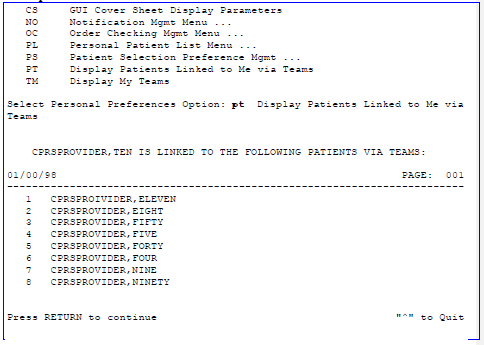 CS GUI Cover Sheet Display Parameters
NO Notification Mgmt Menu ...
OC Order Checking Mgmt Menu ...
PL Personal Patient List Menu ...
PS Patient Selection Preference Mgmt ...
PT Display Patients Linked to Me via Teams
TM Display My Teams
Select Personal Preferences Option: pt Display Patients Linked to Me via
Teams
CPRSPROVIDER,TEN IS LINKED TO THE FOLLOWING PATIENTS VIA TEAMS:
01/00/98 PAGE: 001
--------------------------------------------------------------------------
1 CPRSPROIVIDER,ELEVEN
2 CPRSPROVIDER,EIGHT
3 CPRSPROVIDER,FIFTY
4 CPRSPROVIDER,FIVE
5 CPRSPROVIDER,FORTY
6 CPRSPROVIDER,FOUR
7 CPRSPROVIDER,NINE
8 CPRSPROVIDER,NINETY
Press RETURN to continue "^" to Quit